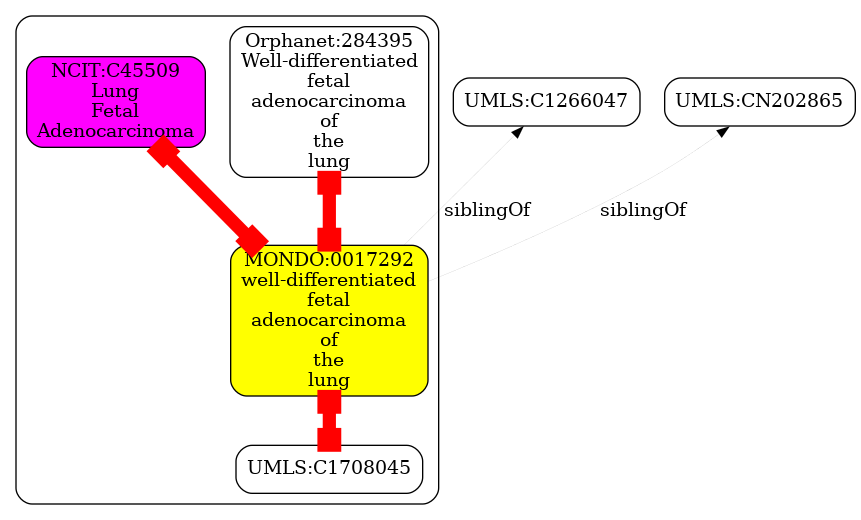 NCIT:C45509
Lung
Fetal
Adenocarcinoma
Orphanet:284395
Well-differentiated
fetal
adenocarcinoma
of
the
lung
UMLS:C1266047
UMLS:CN202865
siblingOf
siblingOf
MONDO:0017292
well-differentiated
fetal
adenocarcinoma
of
the
lung
UMLS:C1708045